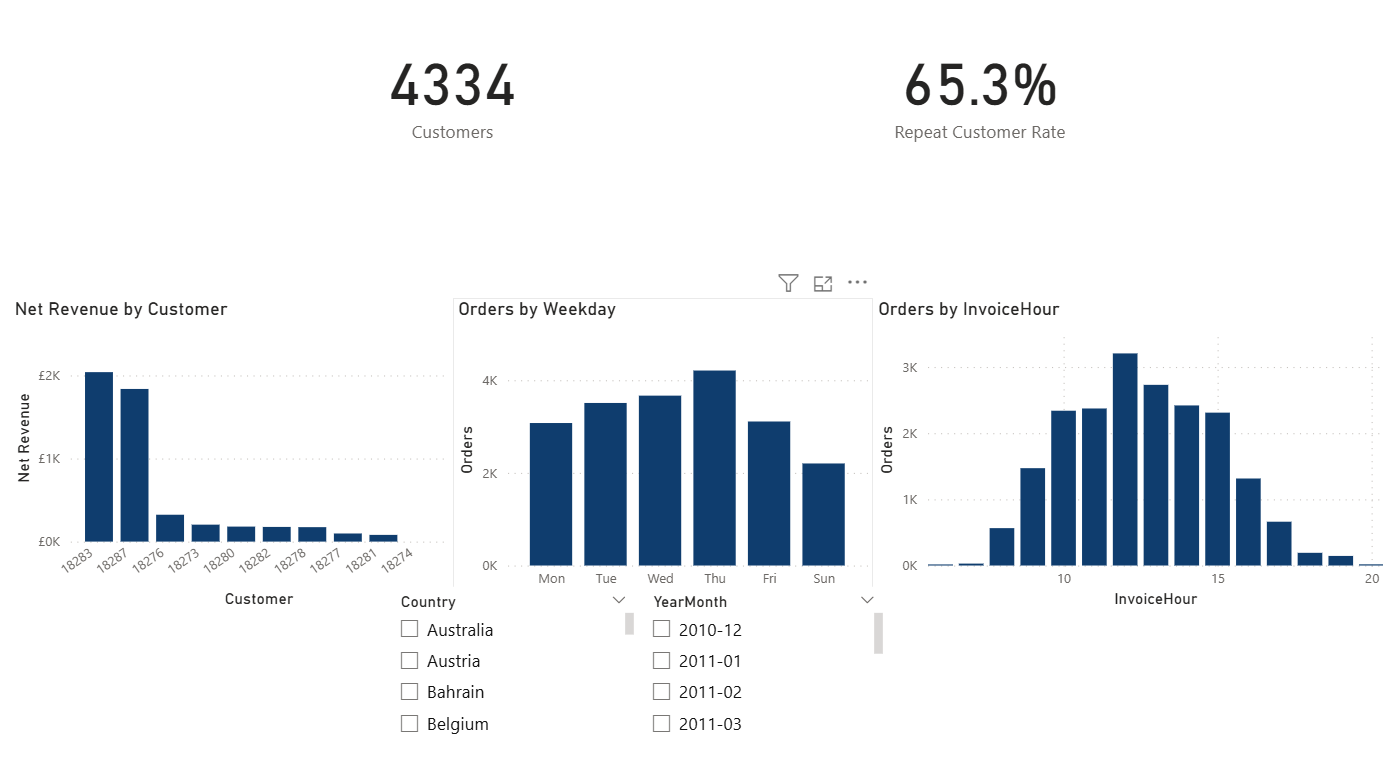 4334
Customers
65.3%
Repeat Customer Rate
Net Revenue by Customer
Net Revenue
£2K
£1K
£0K
18283
18287
18276
18273
18280
18282
18278
18277
18281
18274
Customer
Orders by Weekday
Orders
4K
2K
0K
Mon
Tue
Wed
Thu
Fri
Sun
Orders by InvoiceHour
Orders
3K
2K
1K
0K
10
15
20
InvoiceHour
Country
Australia
Austria
Bahrain
Belgium
YearMonth
2010-12
2011-01
2011-02
2011-03